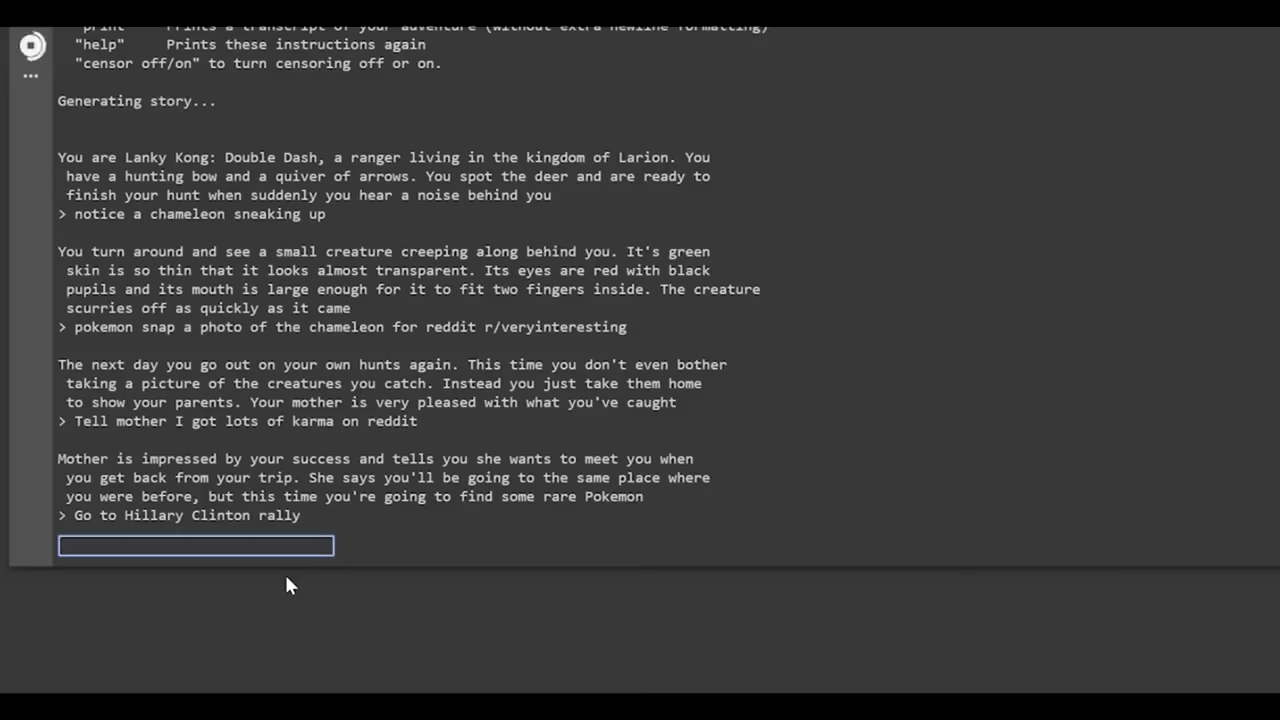 "print" Prints a transcript of your adventure (without extra newline formatting)
"help" Prints these instructions again
"censor off/on" to turn censoring off or on.
Generating story...
You are Lanky Kong: Double Dash, a ranger living in the kingdom of Larion. You
have a hunting bow and a quiver of arrows. You spot the deer and are ready to
finish your hunt when suddenly you hear a noise behind you
> notice a chameleon sneaking up
You turn around and see a small creature creeping along behind you. It's green
skin is so thin that it looks almost transparent. Its eyes are red with black
pupils and its mouth is large enough for it to fit two fingers inside. The creature
scurries off as quickly as it came
> pokemon snap a photo of the chameleon for reddit r/veryinteresting
The next day you go out on your own hunts again. This time you don't even bother
taking a picture of the creatures you catch. Instead you just take them home
to show your parents. Your mother is very pleased with what you've caught
> Tell mother I got lots of karma on reddit
Mother is impressed by your success and tells you she wants to meet you when
you get back from your trip. She says you'll be going to the same place where
you were before, but this time you're going to find some rare Pokemon
> Go to Hillary Clinton rally